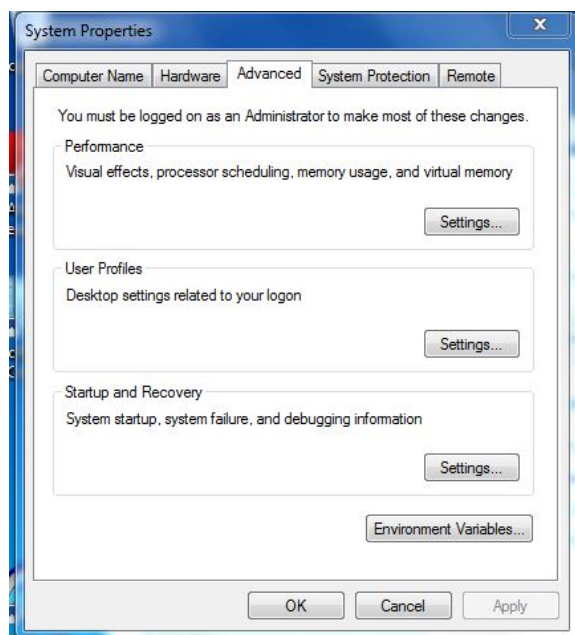 System Properties
Computer Name Hardware Advanced System Protection Remote
You must be logged on as an Administrator to make most of these changes.
Performance
Visual effects, processor scheduling, memory usage, and virtual memory
Settings...
User Profiles
Desktop settings related to your logon
Settings...
Startup and Recovery
System startup, system failure, and debugging information
Settings...
Environment Variables...
OK Cancel Apply